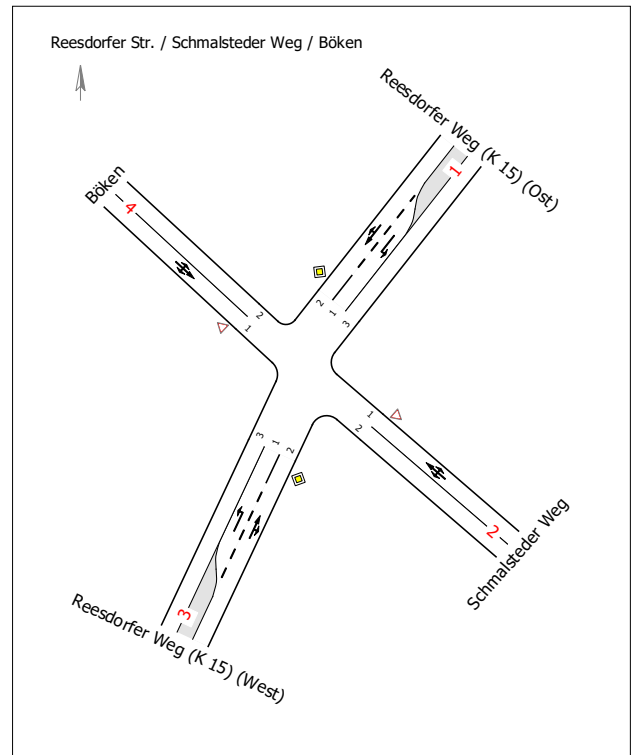 Reesdorfer Str. / Schmalsteder Weg / Böken
Reesdorfer Weg (K 15) (Ost)
1
Böken
4
2
1
2
1
3
1
2
3
1
2
2
Schmalsteder Weg
3
Reesdorfer Weg (K 15) (West)